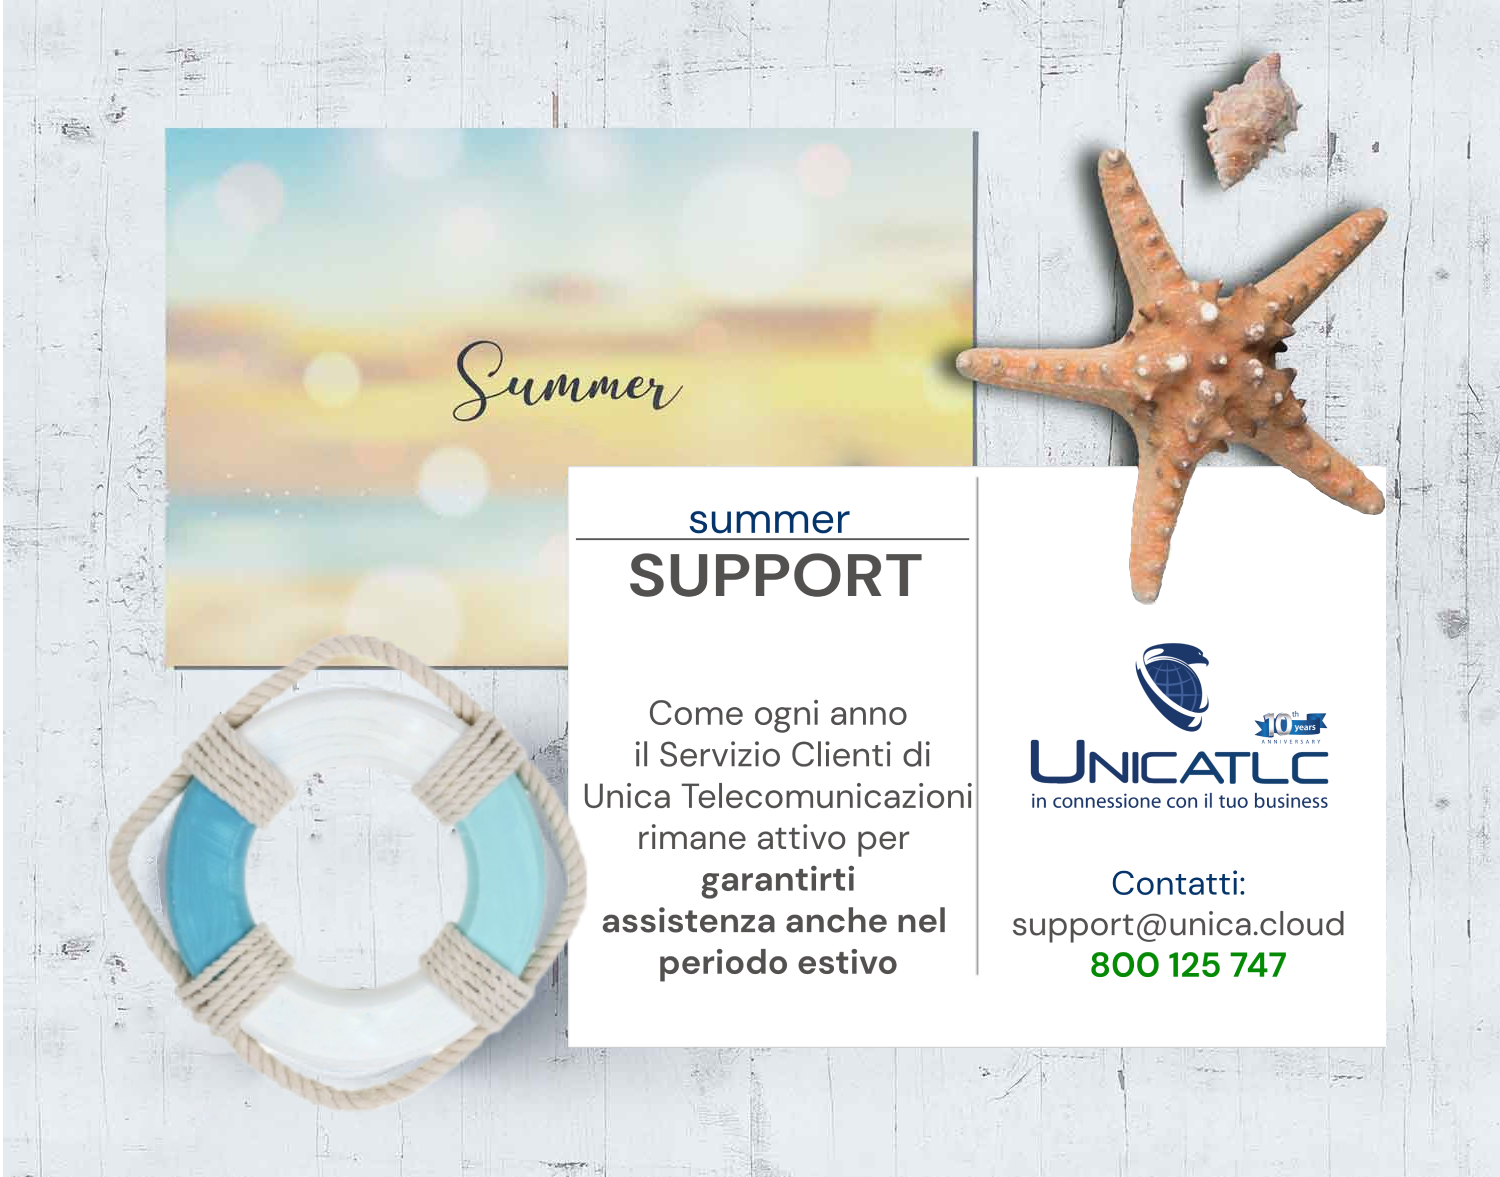 Summer
summer
SUPPORT
Come ogni anno
il Servizio Clienti di
Unica Telecomunicazioni
rimane attivo per
garantirti
assistenza anche nel
periodo estivo
10th years
ANNIVERSARY
UNICATLC
in connessione con il tuo business
Contatti:
support@unica.cloud
800 125 747